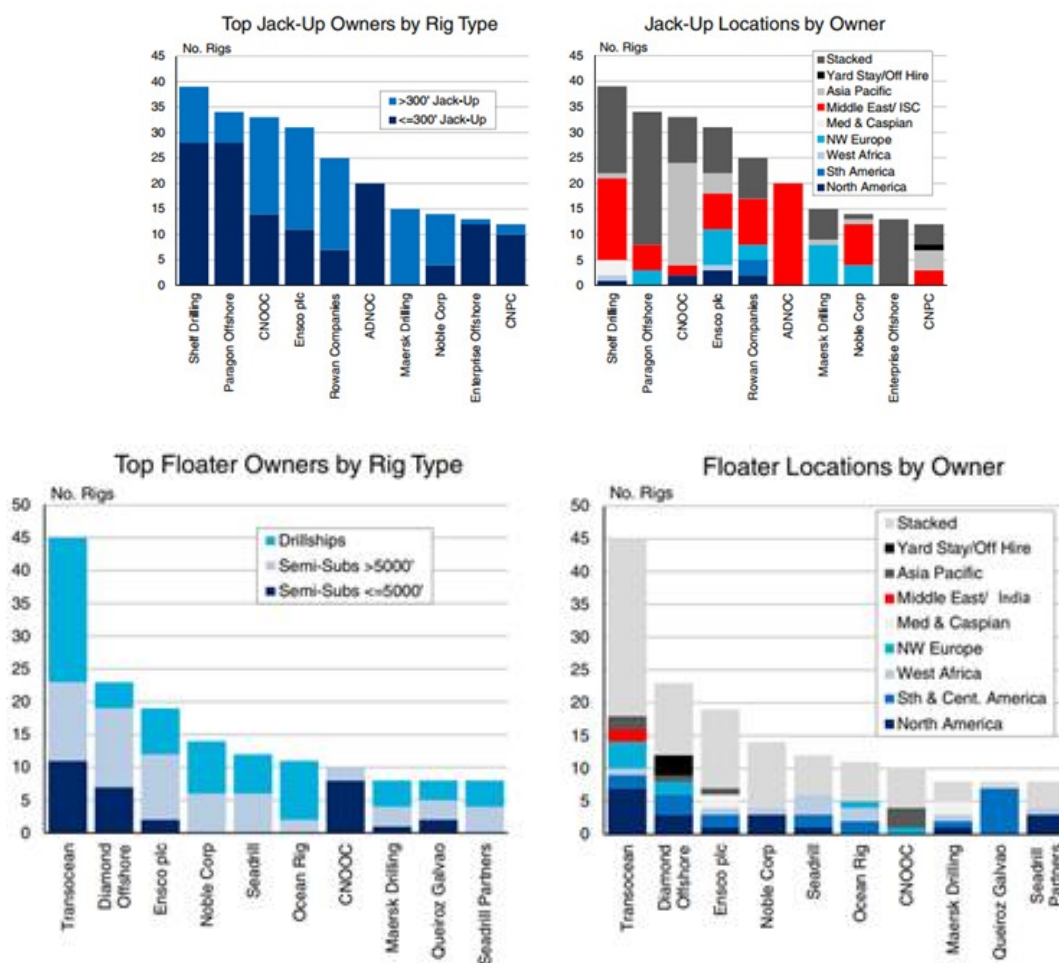 Top Jack-Up Owners by Rig Type
No. Rigs
45
40
35
30
25
20
15
10
5
0
>300' Jack-Up
<=300' Jack-Up
Shelf Drilling
Paragon Offshore
CNOOC
Ensco plc
Rowan Companies
ADNOC
Maersk Drilling
Noble Corp
Enterprise Offshore
CNPC
Jack-Up Locations by Owner
No. Rigs
45
40
35
30
25
20
15
10
5
0
Stacked
Yard Stay/Off Hire
Asia Pacific
Middle East/ ISC
Med & Caspian
NW Europe
West Africa
Sth America
North America
Shelf Drilling
Paragon Offshore
CNOOC
Ensco plc
Rowan Companies
ADNOC
Maersk Drilling
Noble Corp
Enterprise Offshore
CNPC
Top Floater Owners by Rig Type
No. Rigs
50
45
40
35
30
25
20
15
10
5
0
Drillships
Semi-Subs >5000'
Semi-Subs <=5000'
Transocean
Diamond
Offshore
Ensco plc
Noble Corp
Seadrill
Ocean Rig
CNOOC
Maersk Drilling
Queiroz Galvao
Seadrill Partners
Floater Locations by Owner
No. Rigs
50
45
40
35
30
25
20
15
10
5
0
Stacked
Yard Stay/Off Hire
Asia Pacific
Middle East/ India
Med & Caspian
NW Europe
West Africa
Sth & Cent. America
North America
Transocean
Diamond
Offshore
Ensco plc
Noble Corp
Seadrill
Ocean Rig
CNOOC
Maersk Drilling
Queiroz Galvao
Seadrill
Partners